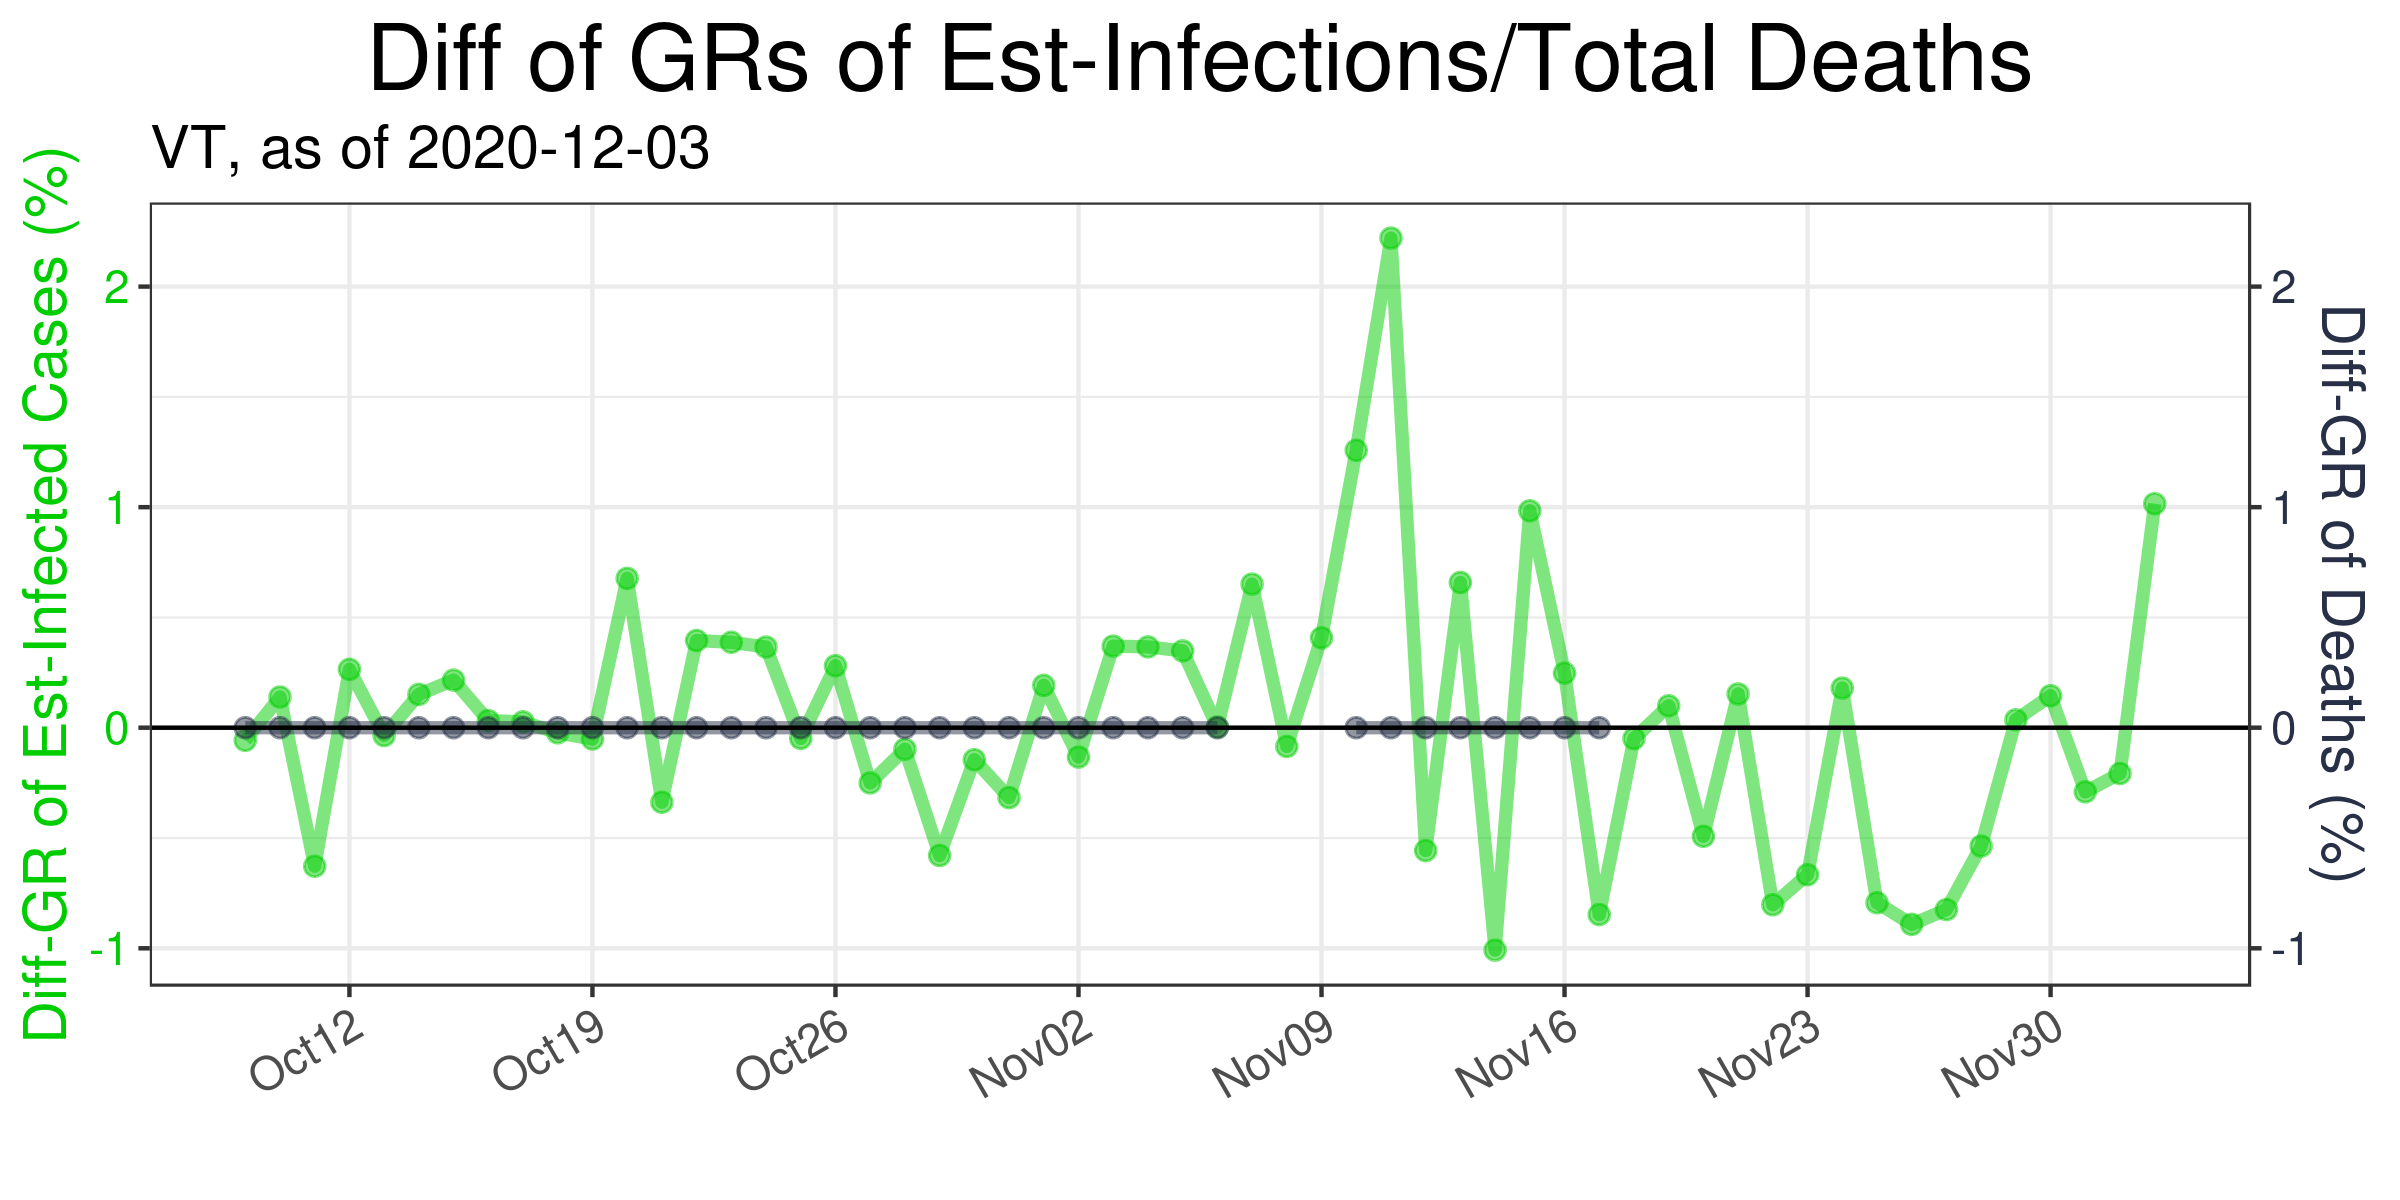 Diff of GRs of Est-Infections/Total Deaths
VT, as of 2020-12-03
Diff-GR of Est-Infected Cases (%)
2
1
0
-1
2
1
0
-1
Diff-GR of Deaths (%)
Oct12
Oct19
Oct26
Nov02
Nov09
Nov16
Nov23
Nov30